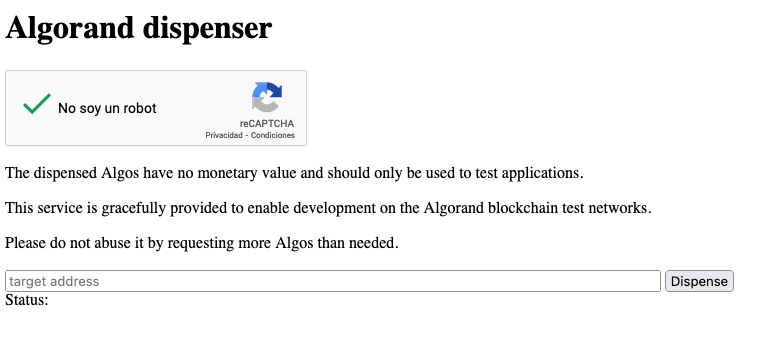 Algorand dispenser
No soy un robot
reCAPTCHA
Privacidad - Condiciones
The dispensed Algos have no monetary value and should only be used to test applications.
This service is gracefully provided to enable development on the Algorand blockchain test networks.
Please do not abuse it by requesting more Algos than needed.
target address Dispense
Status: